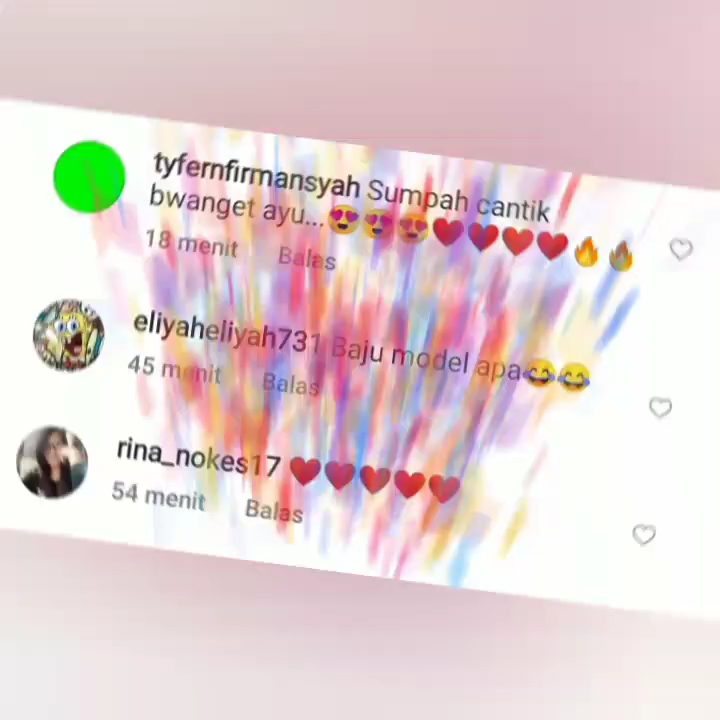 tyfernfirmansyah Sumpah cantik
bwanget ayu...😍😍😍❤️❤️❤️❤️🔥🔥
18 menit Balas
eliyaheliyah731 Baju model apa😂😂
45 menit Balas
rina_nokes17 ❤️❤️❤️❤️❤️
54 menit Balas